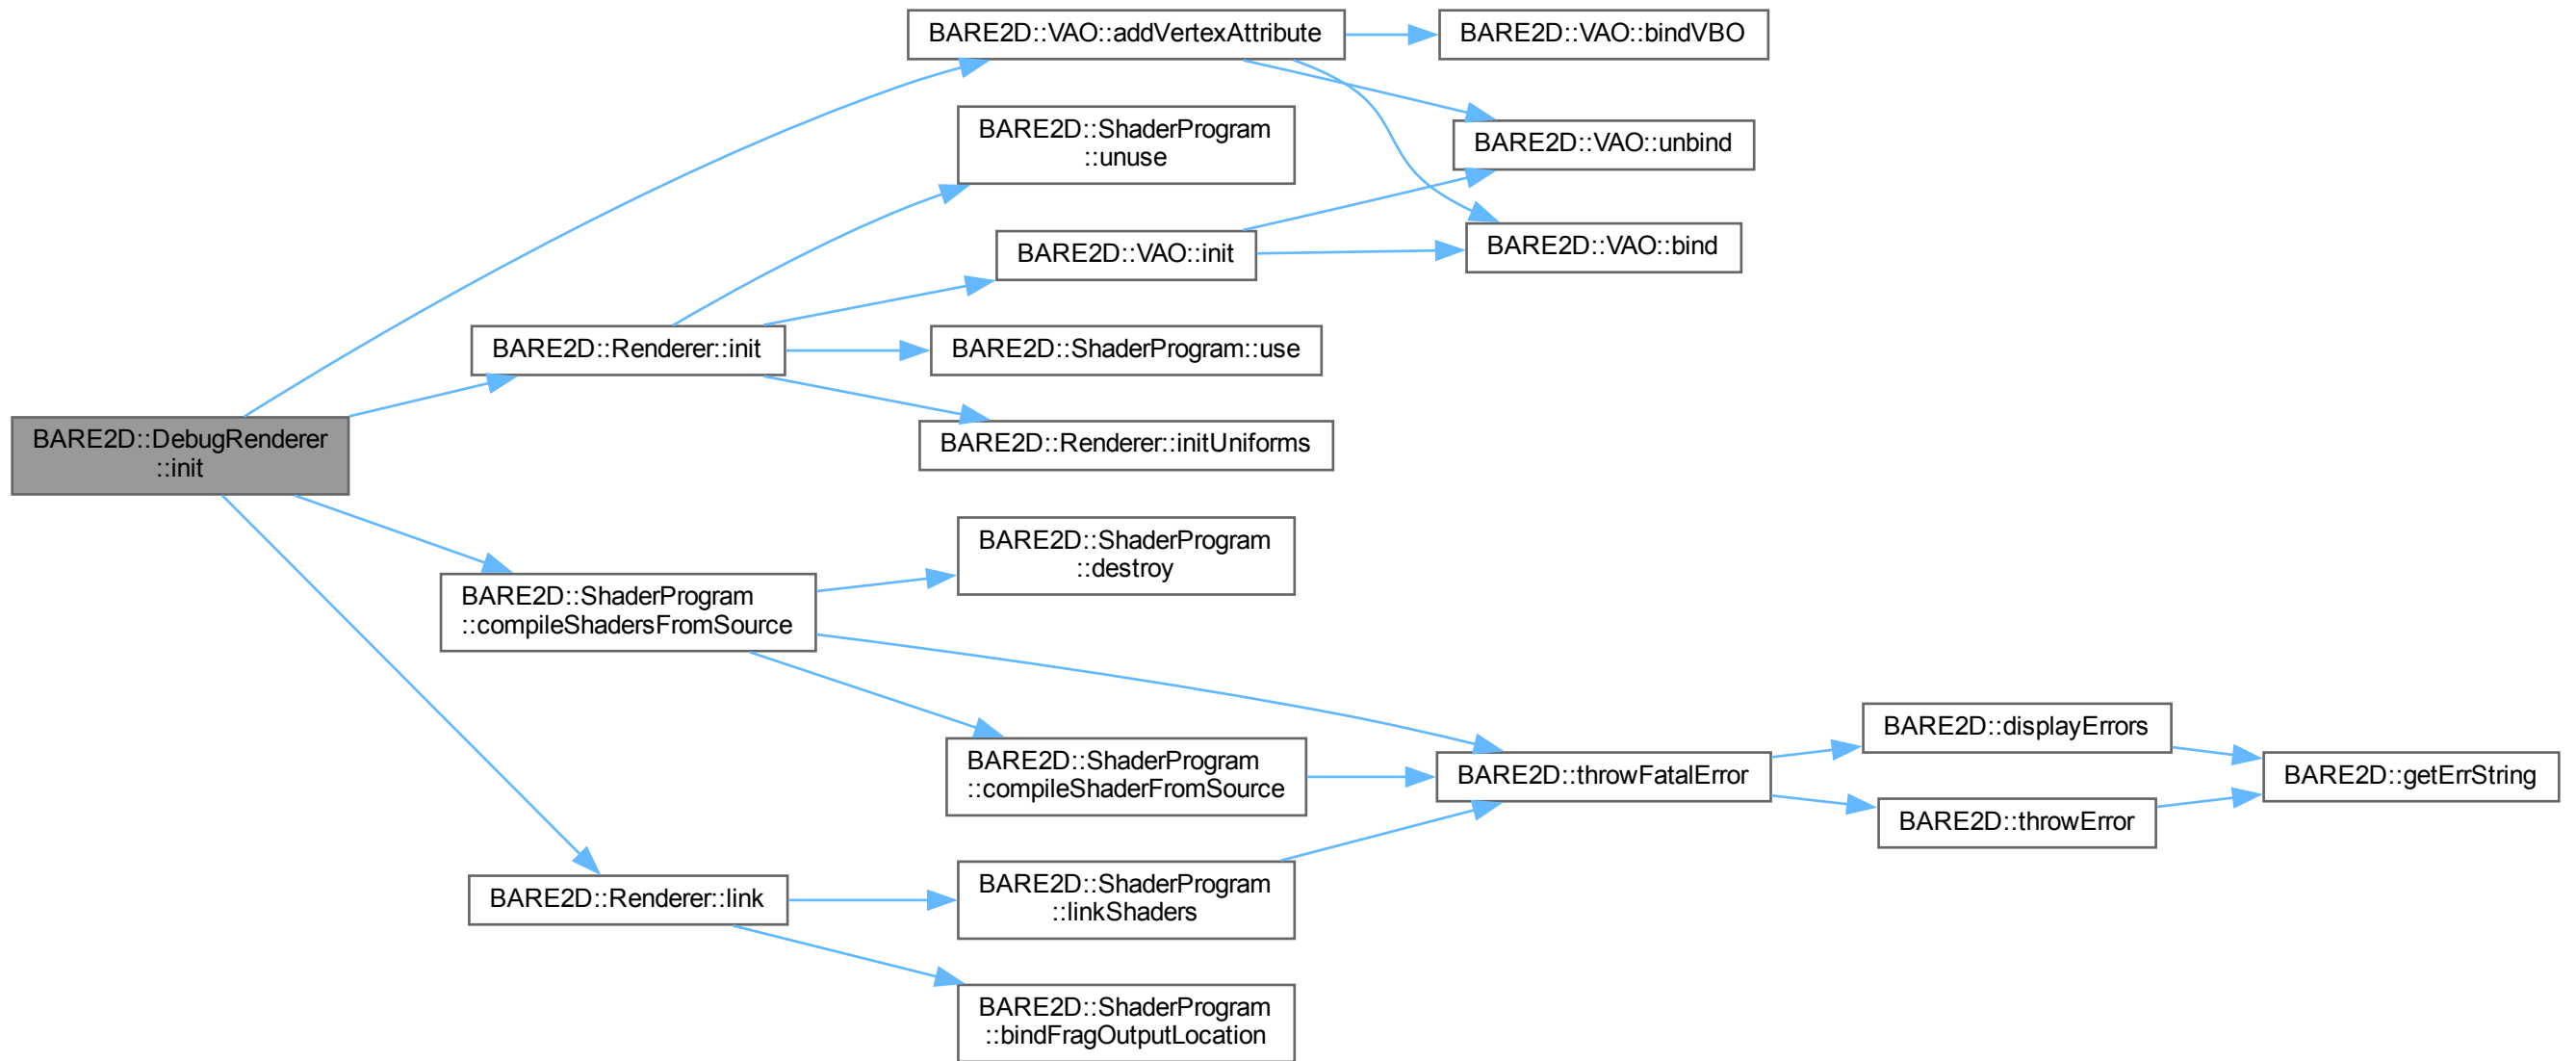 BARE2D::VAO::addVertexAttribute
BARE2D::VAO::bindVBO
BARE2D::ShaderProgram
::unuse
BARE2D::VAO::unbind
BARE2D::VAO::init
BARE2D::VAO::bind
BARE2D::Renderer::init
BARE2D::ShaderProgram::use
BARE2D::DebugRenderer
::init
BARE2D::Renderer::initUniforms
BARE2D::ShaderProgram
::destroy
BARE2D::ShaderProgram
::compileShadersFromSource
BARE2D::ShaderProgram
::compileShaderFromSource
BARE2D::throwFatalError
BARE2D::displayErrors
BARE2D::getErrString
BARE2D::throwError
BARE2D::Renderer::link
BARE2D::ShaderProgram
::linkShaders
BARE2D::ShaderProgram
::bindFragOutputLocation